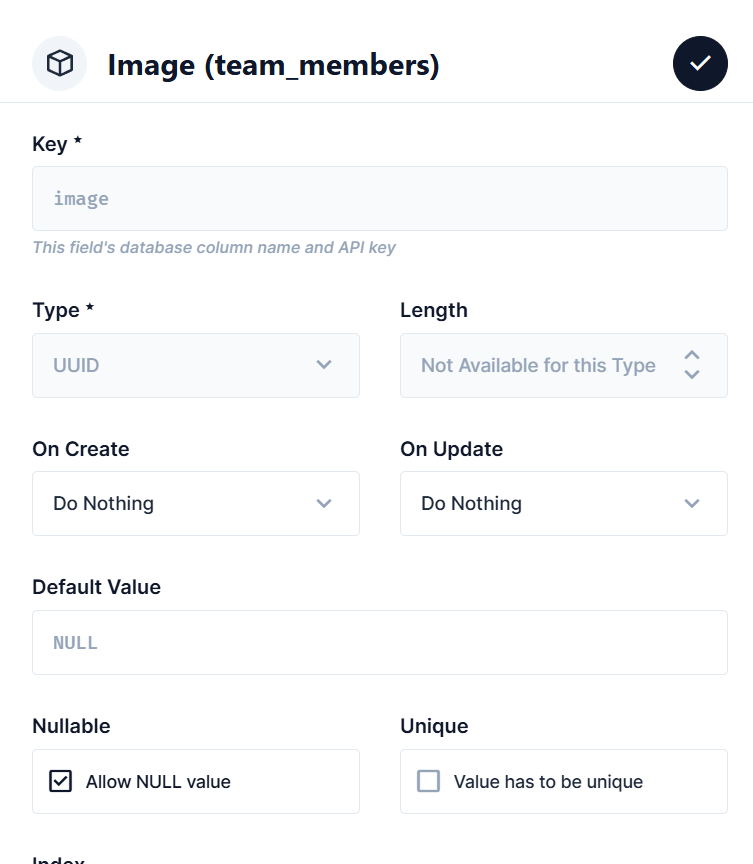 Image (team_members)
Key *
image
This field's database column name and API key
Type * Length
UUID Not Available for this Type
On Create On Update
Do Nothing Do Nothing
Default Value
NULL
Nullable Unique
Allow NULL value Value has to be unique
Index